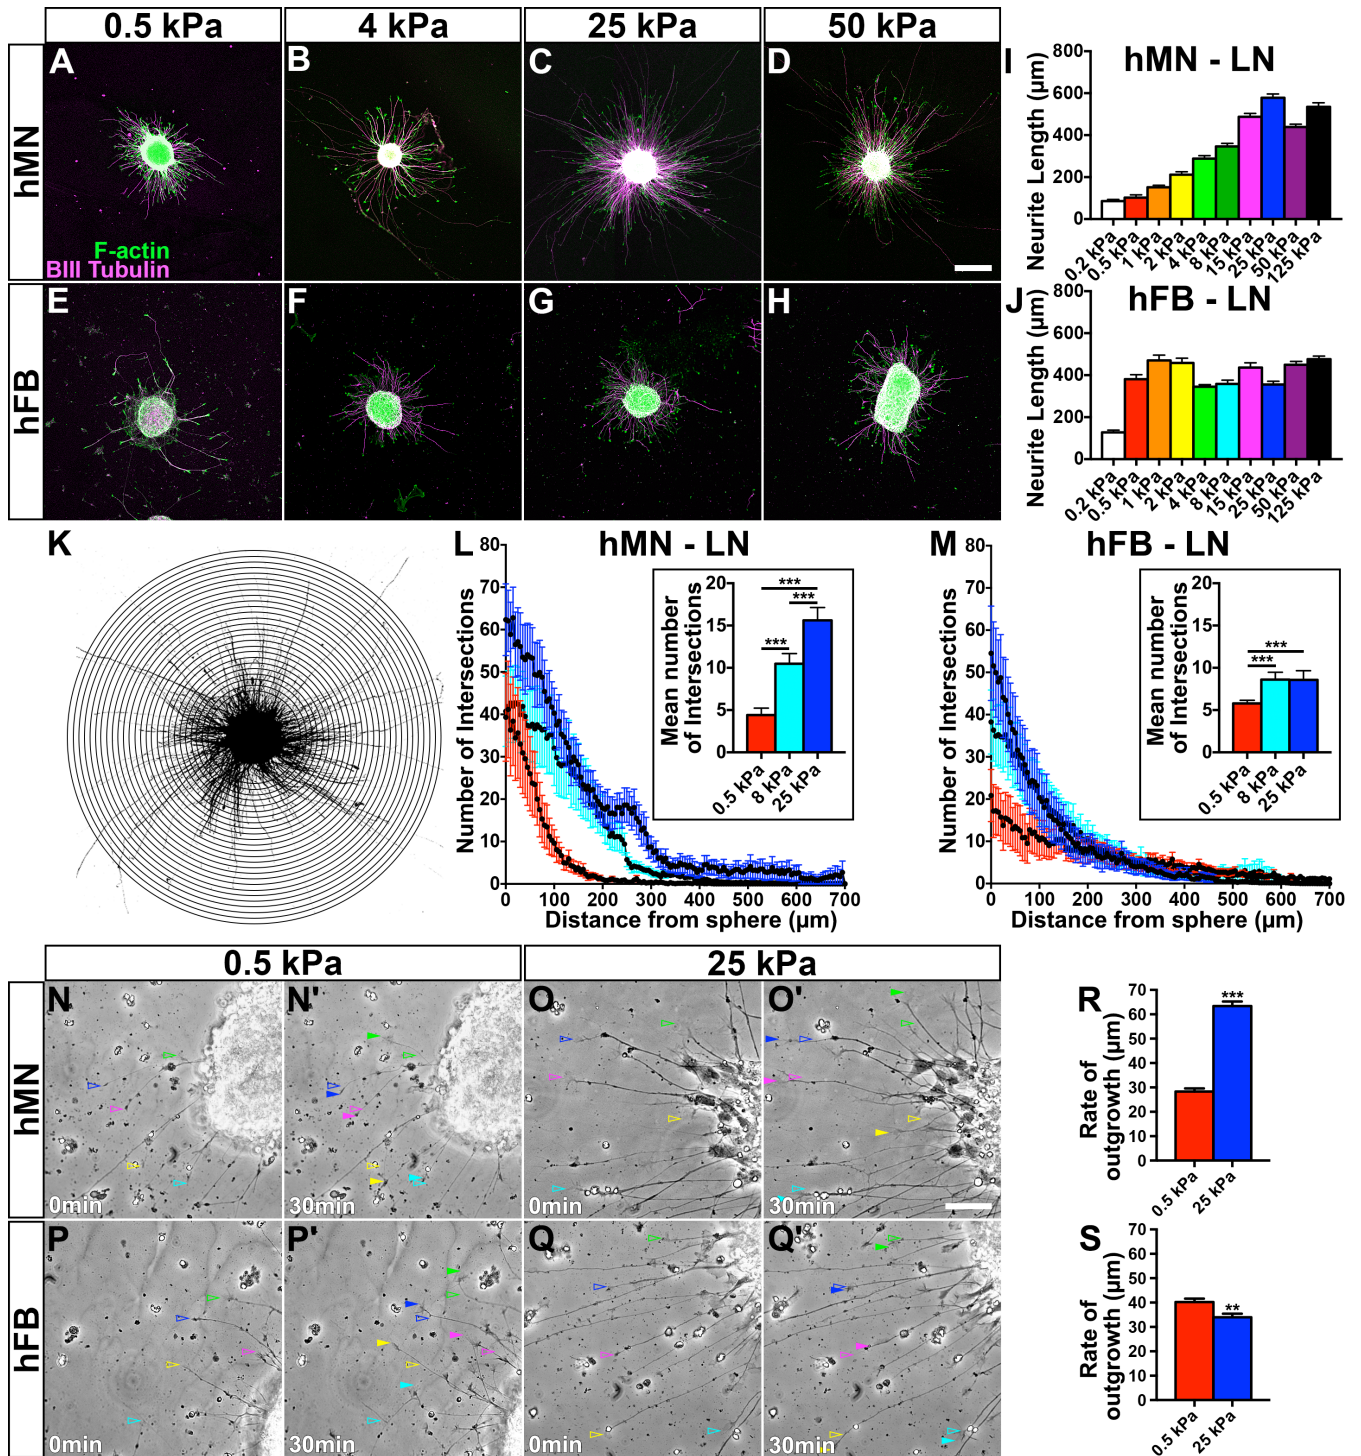 0.5 kPa 4 kPa 25 kPa 50 kPa
hMN
A B C D
F-actin
BIII Tubulin
I hMN - LN
Neurite Length (µm)
800
600
400
200
0
0.2 kPa 0.5 kPa 1 kPa 2 kPa 4 kPa 8 kPa 15 kPa 25 kPa 50 kPa 125 kPa
hFB
E F G H
J hFB - LN
Neurite Length (µm)
800
600
400
200
0
0.2 kPa 0.5 kPa 1 kPa 2 kPa 4 kPa 8 kPa 15 kPa 25 kPa 50 kPa 125 kPa
K
L hMN - LN
Number of Intersections
80
70
60
50
40
30
20
10
0
0 100 200 300 400 500 600 700
Distance from sphere (µm)
Mean number
of Intersections
20
15
10
5
0
***
***
***
0.5 kPa 8 kPa 25 kPa
M hFB - LN
Number of Intersections
80
70
60
50
40
30
20
10
0
0 100 200 300 400 500 600 700
Distance from sphere (µm)
Mean number
of Intersections
20
15
10
5
0
***
***
0.5 kPa 8 kPa 25 kPa
0.5 kPa 25 kPa
hMN
N N' O O'
0min 30min 0min 30min
R
Rate of
outgrowth (µm)
70
60
50
40
30
20
10
0
***
0.5 kPa 25 kPa
hFB
P P' Q Q'
0min 30min 0min 30min
S
Rate of
outgrowth (µm)
70
60
50
40
30
20
10
0
**
0.5 kPa 25 kPa